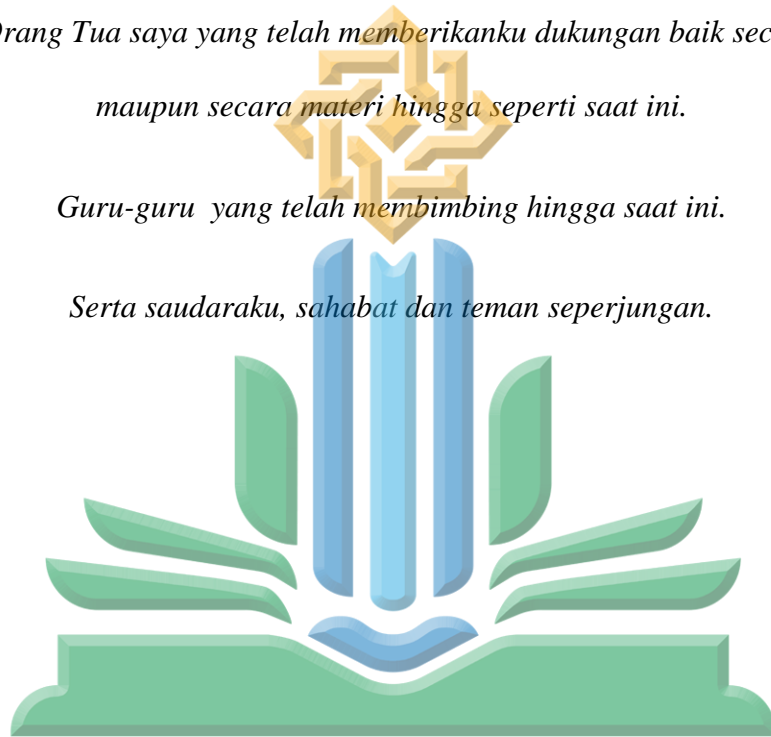 Orang Tua saya yang telah memberikanku dukungan baik
maupun secara materi hingga seperti saat ini.
Guru-guru yang telah membimbing hingga saat ini.
Serta saudaraku, sahabat dan teman seperjungan.